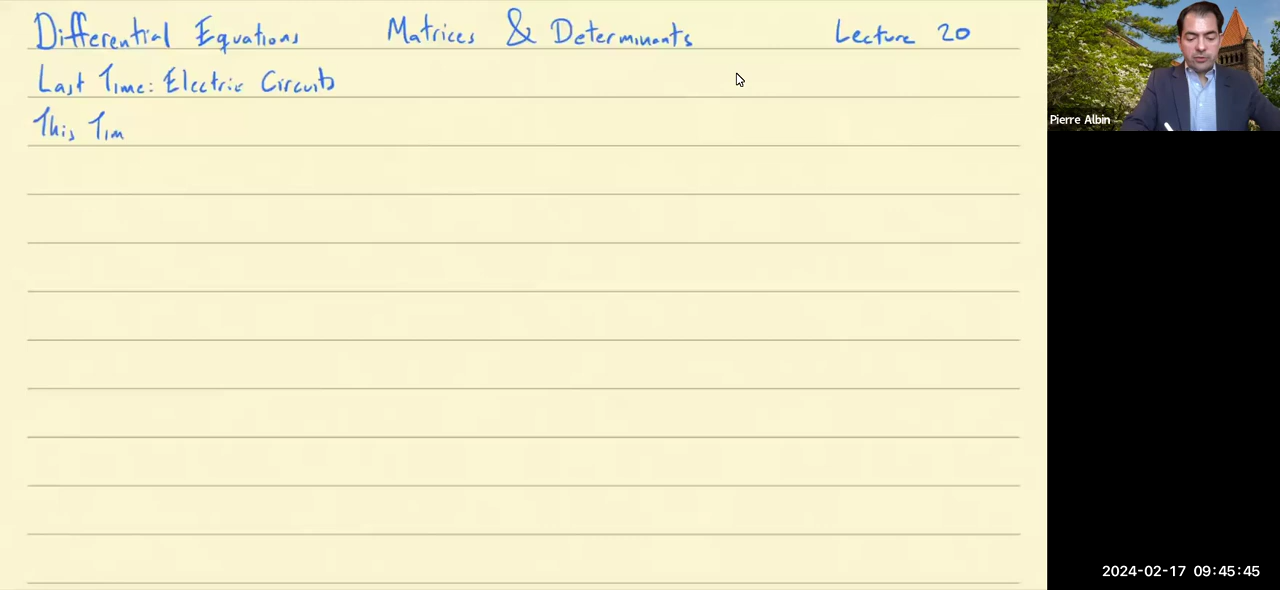 Differential Equations Matrices & Determinants Lecture 20
Last Time: Electric Circuits
This Tim
Pierre Albin
2024-02-17 09:45:45